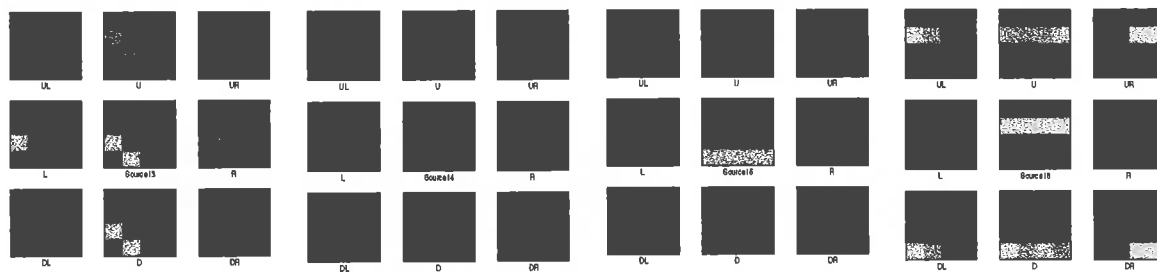 UL U UR
L Source13 R
DL D DR
UL U UR
L Source14 R
DL D DR
UL U UR
L Source15 R
DL D DR
UL U UR
L Source16 R
DL D DR